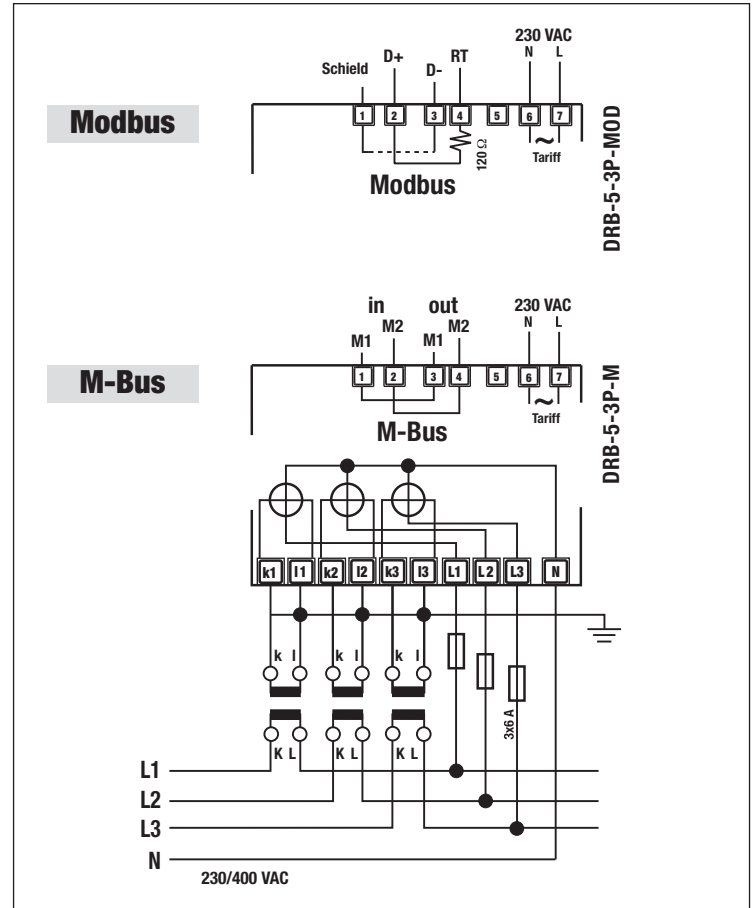 230 VAC
Schield D+ D- RT N L
Modbus
1 2 3 4 5 6 7
120 Ω
Tariff
Modbus
DRB-5-3P-MOD
in out 230 VAC
M1 M2 M1 M2 N L
M-Bus
1 2 3 4 5 6 7
~
Tariff
M-Bus
DRB-5-3P-M
k1 l1 k2 l2 k3 l3 L1 L2 L3 N
k l k l k l
3x6 A
K L K L K L
L1
L2
L3
N
230/400 VAC